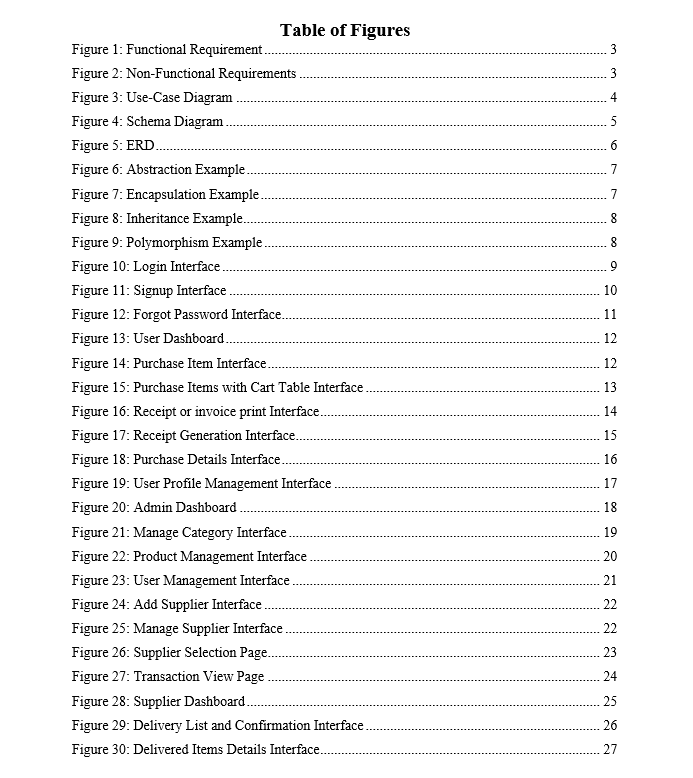 Table of Figures
Figure 1: Functional Requirement ........ 3
Figure 2: Non-Functional Requirements ........ 3
Figure 3: Use-Case Diagram ........ 4
Figure 4: Schema Diagram ........ 5
Figure 5: ERD ........ 6
Figure 6: Abstraction Example ........ 7
Figure 7: Encapsulation Example ........ 7
Figure 8: Inheritance Example ........ 8
Figure 9: Polymorphism Example ........ 8
Figure 10: Login Interface ........ 9
Figure 11: Signup Interface ........ 10
Figure 12: Forgot Password Interface ........ 11
Figure 13: User Dashboard ........ 12
Figure 14: Purchase Item Interface ........ 12
Figure 15: Purchase Items with Cart Table Interface ........ 13
Figure 16: Receipt or invoice print Interface ........ 14
Figure 17: Receipt Generation Interface ........ 15
Figure 18: Purchase Details Interface ........ 16
Figure 19: User Profile Management Interface ........ 17
Figure 20: Admin Dashboard ........ 18
Figure 21: Manage Category Interface ........ 19
Figure 22: Product Management Interface ........ 20
Figure 23: User Management Interface ........ 21
Figure 24: Add Supplier Interface ........ 22
Figure 25: Manage Supplier Interface ........ 22
Figure 26: Supplier Selection Page ........ 23
Figure 27: Transaction View Page ........ 24
Figure 28: Supplier Dashboard ........ 25
Figure 29: Delivery List and Confirmation Interface ........ 26
Figure 30: Delivered Items Details Interface ........ 27